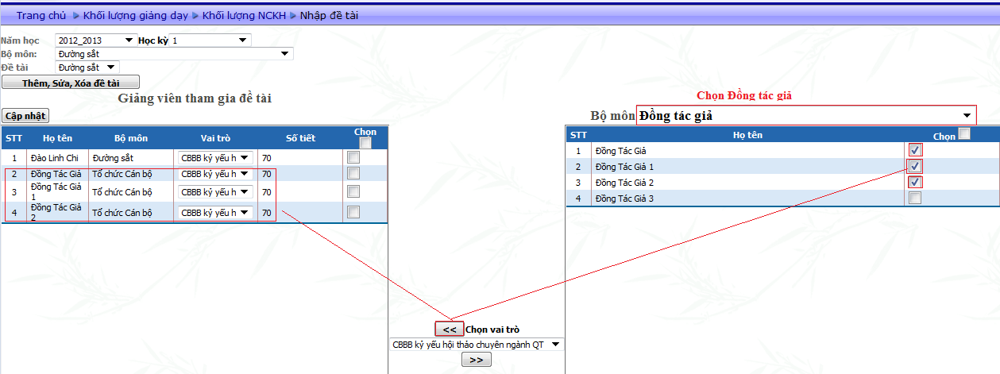 Trang chủ Khối lượng giảng dạy Khối lượng NCKH Nhập đề tài
Năm học 2012_2013 Học kỳ 1
Bộ môn: Đường sắt
Đề tài Đường sắt
Thêm, Sửa, Xóa đề tài
Giảng viên tham gia đề tài
Cập nhật
STT Họ tên Bộ môn Vai trò Số tiết Chọn
1 Đào Linh Chi Đường sắt CBBB kỷ yếu h 70
2 Đồng Tác Giả Tổ chức Cán bộ CBBB kỷ yếu h 70
3 Đồng Tác Giả 1 Tổ chức Cán bộ CBBB kỷ yếu h 70
4 Đồng Tác Giả 2 Tổ chức Cán bộ CBBB kỷ yếu h 70
<< Chọn vai trò
CBBB kỷ yếu hội thảo chuyên ngành QT
>>
Chọn Đồng tác giả
Bộ môn Đồng tác giả
STT Họ tên Chọn
1 Đồng Tác Giả
2 Đồng Tác Giả 1
3 Đồng Tác Giả 2
4 Đồng Tác Giả 3